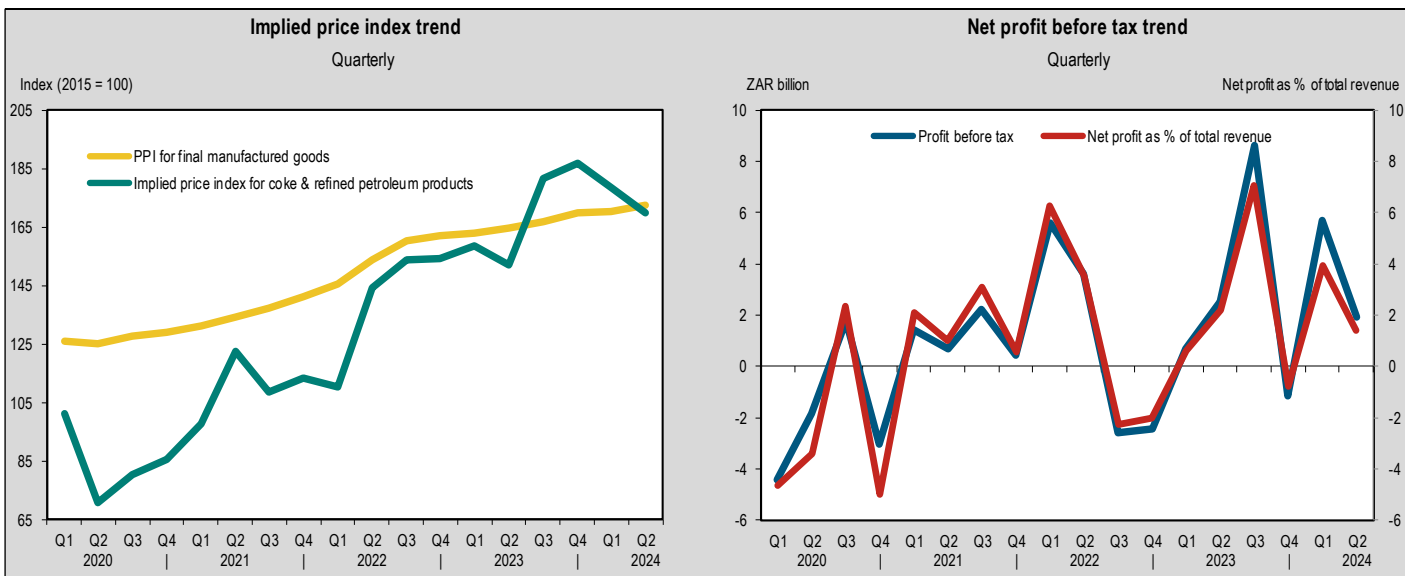 Implied price index trend
Quarterly
Index (2015 = 100)
205
185
165
145
125
105
85
65
PPI for final manufactured goods
Implied price index for coke & refined petroleum products
Q1 Q2 Q3 Q4 Q1 Q2 Q3 Q4 Q1 Q2 Q3 Q4 Q1 Q2 Q3 Q4 Q1 Q2
2020 | 2021 | 2022 | 2023 | 2024
Net profit before tax trend
Quarterly
ZAR billion Net profit as % of total revenue
10 10
8 8
6 6
4 4
2 2
0 0
-2 -2
-4 -4
-6 -6
Profit before tax Net profit as % of total revenue
Q1 Q2 Q3 Q4 Q1 Q2 Q3 Q4 Q1 Q2 Q3 Q4 Q1 Q2 Q3 Q4 Q1 Q2
2020 | 2021 | 2022 | 2023 | 2024